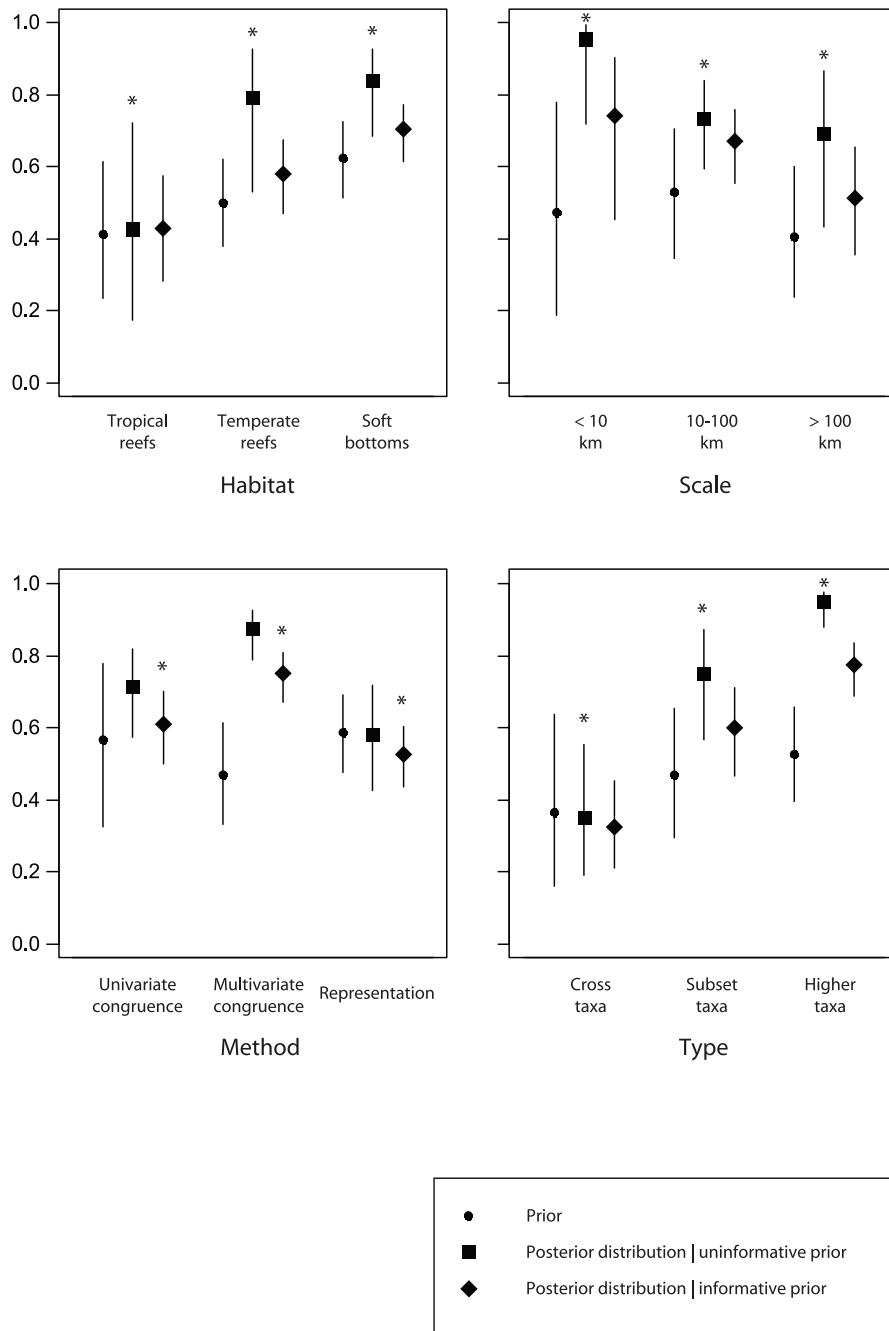 1.0
0.8
0.6
0.4
0.2
0.0
* * *
Tropical reefs
Temperate reefs
Soft bottoms
Habitat
* * *
< 10 km
10-100 km
> 100 km
Scale
1.0
0.8
0.6
0.4
0.2
0.0
* * *
Univariate congruence
Multivariate congruence
Representation
Method
* * *
Cross taxa
Subset taxa
Higher taxa
Type
Prior
Posterior distribution | uninformative prior
Posterior distribution | informative prior